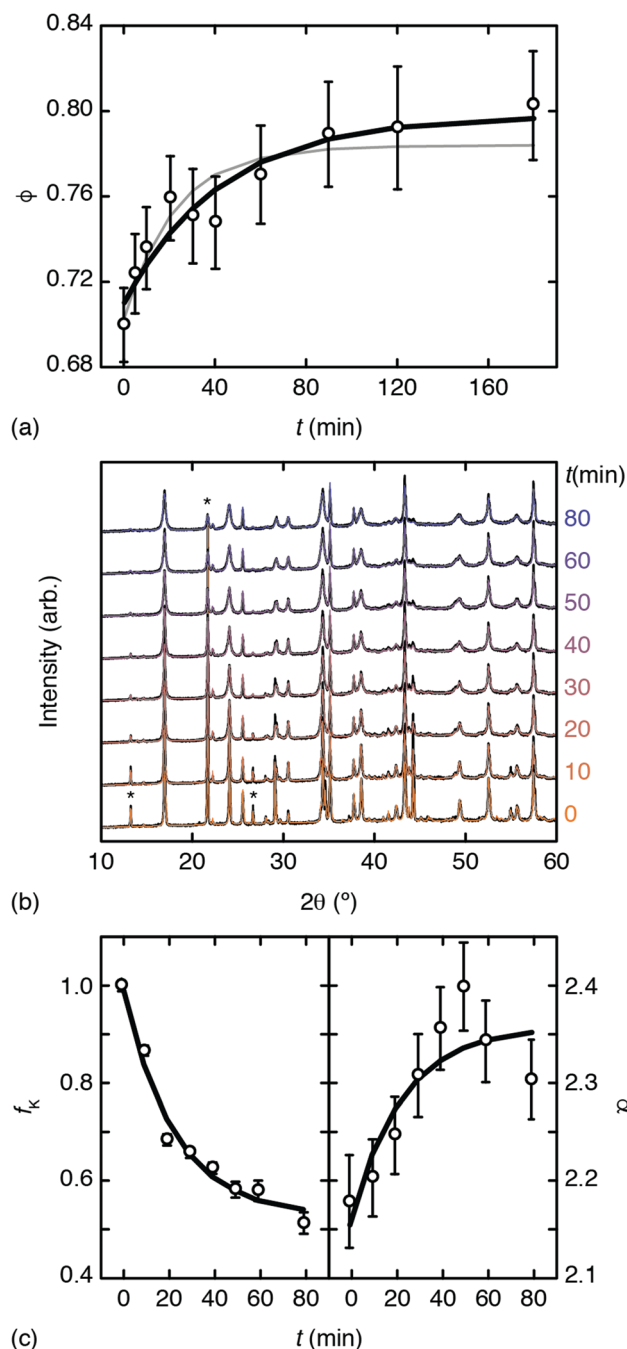 0.84
0.80
0.76
0.72
0.68
ϕ
0 40 80 120 160
(a) t (min)
t(min)
*
80
60
50
40
30
20
10
0
* *
Intensity (arb.)
10 20 30 40 50 60
(b) 2θ (°)
1.0
0.8
0.6
0.4
fK
2.4
2.3
2.2
2.1
α
0 20 40 60 80 0 20 40 60 80
(c) t (min)